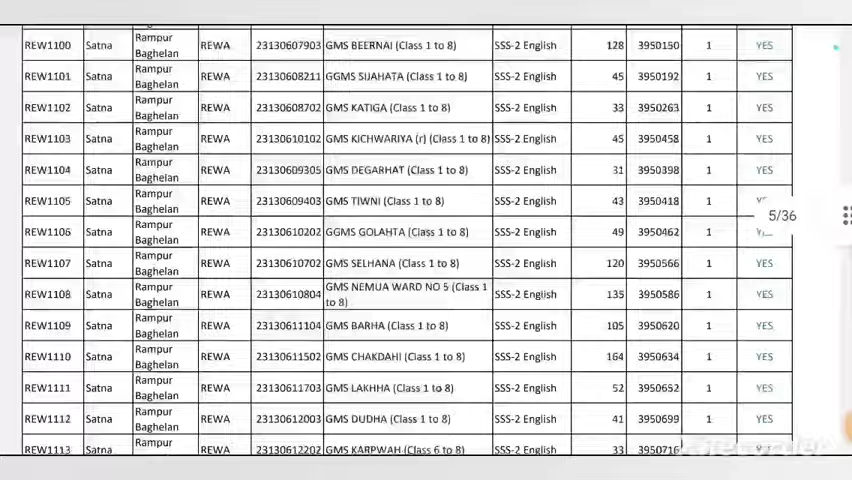 REW1100 Satna Rampur Baghelan REWA 23130607903 GMS BEERNAI (Class 1 to 8) SSS-2 English 128 3950150 1 YES
REW1101 Satna Rampur Baghelan REWA 23130608211 GGMS SIJAHATA (Class 1 to 8) SSS-2 English 45 3950192 1 YES
REW1102 Satna Rampur Baghelan REWA 23130608702 GMS KATIGA (Class 1 to 8) SSS-2 English 33 3950263 1 YES
REW1103 Satna Rampur Baghelan REWA 23130610102 GMS KICHWARIYA (r) (Class 1 to 8) SSS-2 English 45 3950458 1 YES
REW1104 Satna Rampur Baghelan REWA 23130609305 GMS DEGARHAT (Class 1 to 8) SSS-2 English 31 3950398 1 YES
REW1105 Satna Rampur Baghelan REWA 23130609403 GMS TIWNI (Class 1 to 8) SSS-2 English 43 3950418 1
5/36
REW1106 Satna Rampur Baghelan REWA 23130610202 GGMS GOLAHTA (Class 1 to 8) SSS-2 English 49 3950462 1
REW1107 Satna Rampur Baghelan REWA 23130610702 GMS SELHANA (Class 1 to 8) SSS-2 English 120 3950566 1 YES
REW1108 Satna Rampur Baghelan REWA 23130610804 GMS NEMUA WARD NO 5 (Class 1 to 8) SSS-2 English 135 3950586 1 YES
REW1109 Satna Rampur Baghelan REWA 23130611104 GMS BARHA (Class 1 to 8) SSS-2 English 105 3950620 1 YES
REW1110 Satna Rampur Baghelan REWA 23130611502 GMS CHAKDAHI (Class 1 to 8) SSS-2 English 164 3950634 1 YES
REW1111 Satna Rampur Baghelan REWA 23130611703 GMS LAKHHA (Class 1 to 8) SSS-2 English 52 3950652 1 YES
REW1112 Satna Rampur Baghelan REWA 23130612003 GMS DUDHA (Class 1 to 8) SSS-2 English 41 3950699 1 YES
REW1113 Satna Rampur REWA 23130612202 GMS KARPWAH (Class 6 to 8) SSS-2 English 33 3950716 1